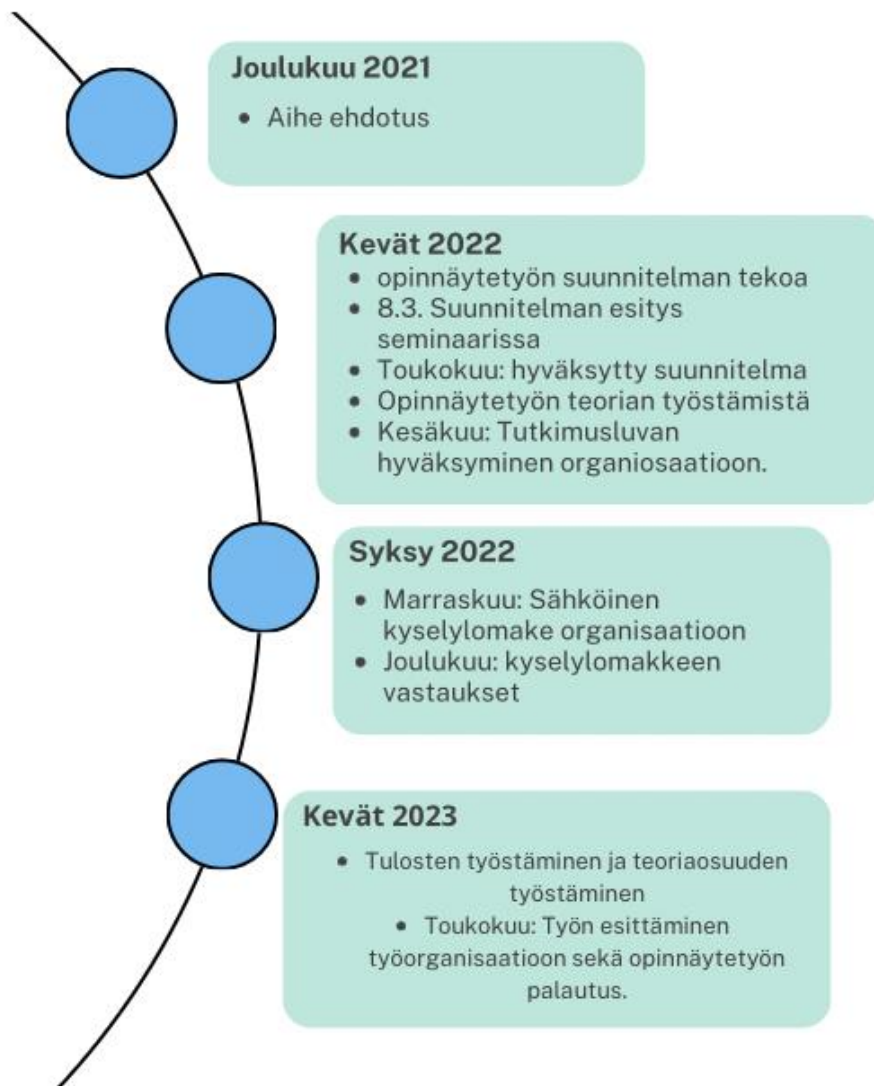 Joulukuu 2021
• Aihe ehdotus
Kevät 2022
• opinnäytetyön suunnitelman tekoa
• 8.3. Suunnitelman esitys
seminaarissa
• Toukokuu: hyväksytty suunnitelma
• Opinnäytetyön teorian työstämistä
• Kesäkuu: Tutkimusluvan
hyväksyminen organiosaatioon.
Syksy 2022
• Marraskuu: Sähköinen
kyselylomake organisaatioon
• Joulukuu: kyselylomakkeen
vastaukset
Kevät 2023
• Tulosten työstäminen ja teoriaosuuden
työstäminen
• Toukokuu: Työn esittäminen
työorganisaatioon sekä opinnäytetyön
palautus.